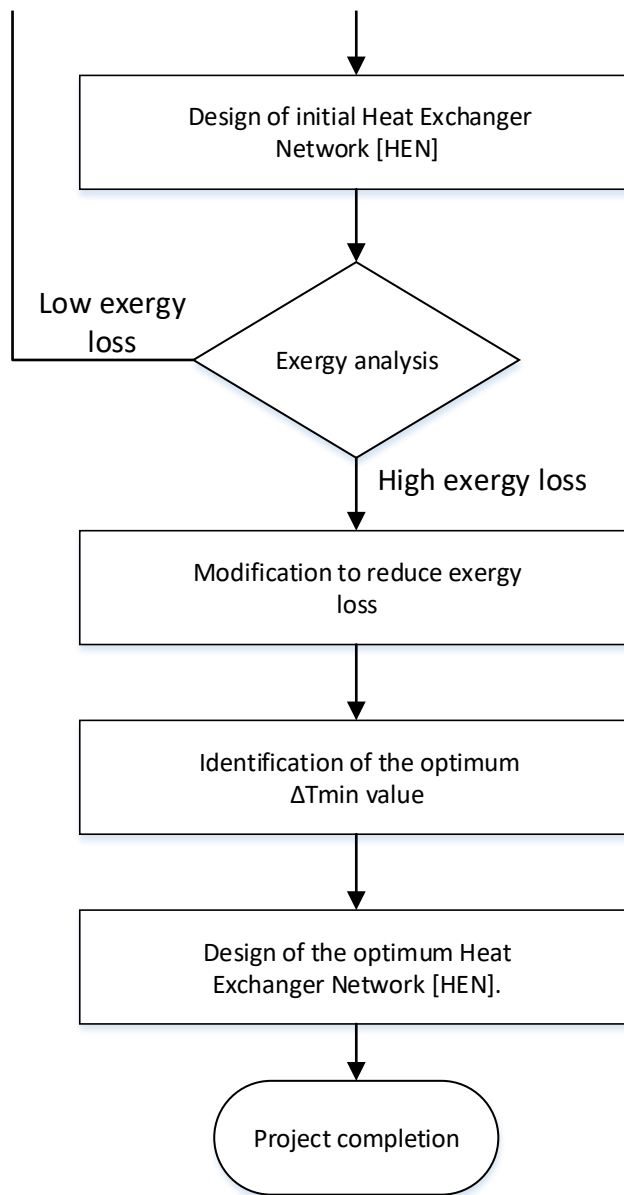 Design of initial Heat Exchanger
Network [HEN]
Low exergy
loss
Exergy analysis
High exergy loss
Modification to reduce exergy
loss
Identification of the optimum
ΔTmin value
Design of the optimum Heat
Exchanger Network [HEN].
Project completion